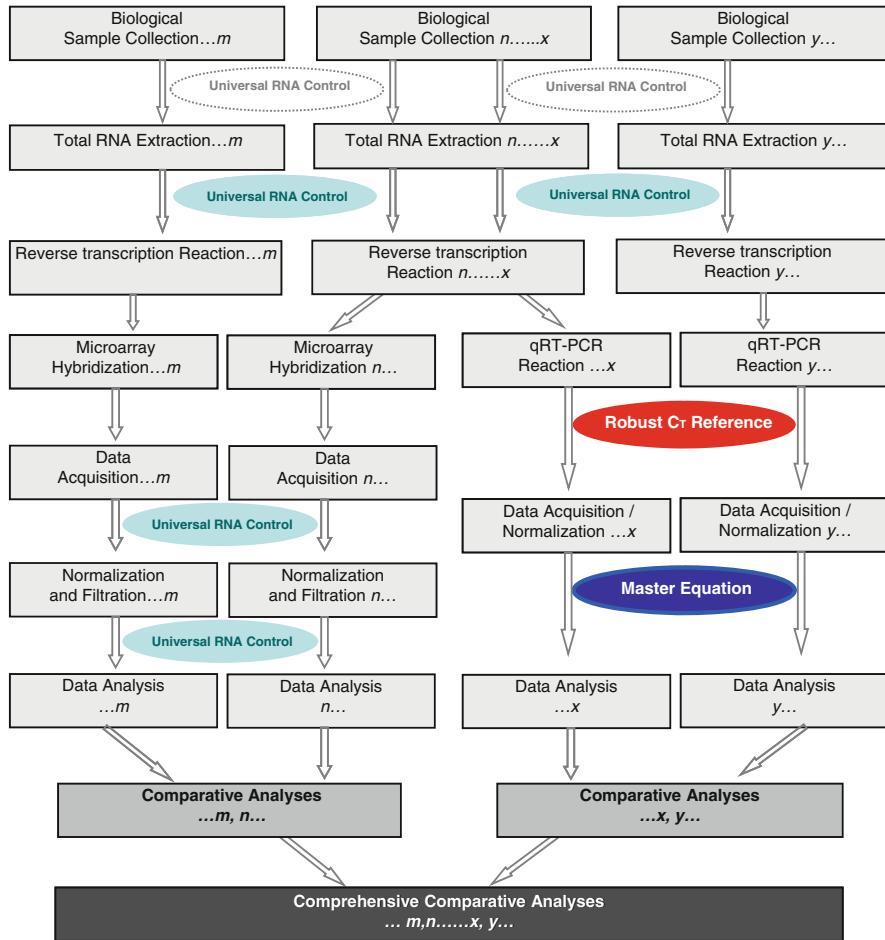 Biological
Sample Collection…m
Biological
Sample Collection n…...x
Biological
Sample Collection y…
Universal RNA Control
Universal RNA Control
Total RNA Extraction…m
Total RNA Extraction n……x
Total RNA Extraction y…
Universal RNA Control
Universal RNA Control
Reverse transcription Reaction…m
Reverse transcription
Reaction n……x
Reverse transcription
Reaction y…
Microarray
Hybridization…m
Microarray
Hybridization n…
qRT-PCR
Reaction …x
qRT-PCR
Reaction y…
Robust CT Reference
Data
Acquisition…m
Data
Acquisition n…
Universal RNA Control
Data Acquisition /
Normalization …x
Data Acquisition /
Normalization y…
Normalization
and Filtration…m
Normalization
and Filtration n…
Master Equation
Universal RNA Control
Data Analysis
…m
Data Analysis
n…
Data Analysis
…x
Data Analysis
y…
Comparative Analyses
…m, n…
Comparative Analyses
…x, y…
Comprehensive Comparative Analyses
… m,n……x, y…